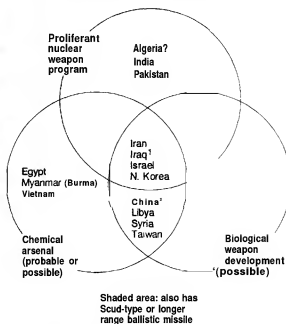 Proliferant
nuclear
weapon
program
Algeria?
India
Pakistan
Iran
Iraq¹
Israel
N. Korea
Egypt
Myanmar (Burma)
Vietnam
China²
Libya
Syria
Taiwan
Chemical
arsenal
(probable or
possible)
Biological
weapon
development
(possible)
Shaded area: also has
Scud-type or longer
range ballistic missile